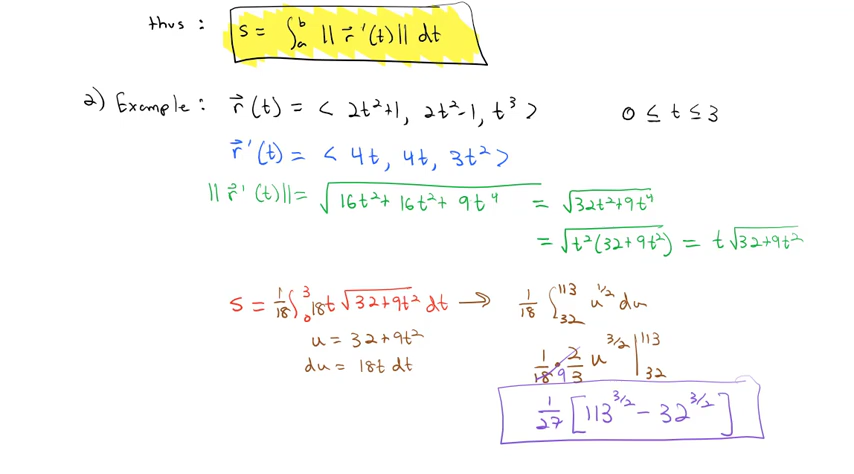 thus : s = ∫ₐᵇ || r⃗ '(t) || dt
2) Example : r⃗(t) = < 2t²+1, 2t²-1, t³ > 0 ≤ t ≤ 3
r⃗ '(t) = < 4t, 4t, 3t² >
|| r⃗ '(t) || = √(16t² + 16t² + 9t⁴) = √(32t²+9t⁴)
= √(t²(32+9t²)) = t √(32+9t²)
s = 1/18 ∫₀³ 18t √(32+9t²) dt → 1/18 ∫₃₂¹¹³ u^(1/2) du
u = 32+9t²
du = 18t dt
1/18 9 · 2/3 u^(3/2) |₃₂¹¹³
1/27 [ 113^(3/2) - 32^(3/2) ]